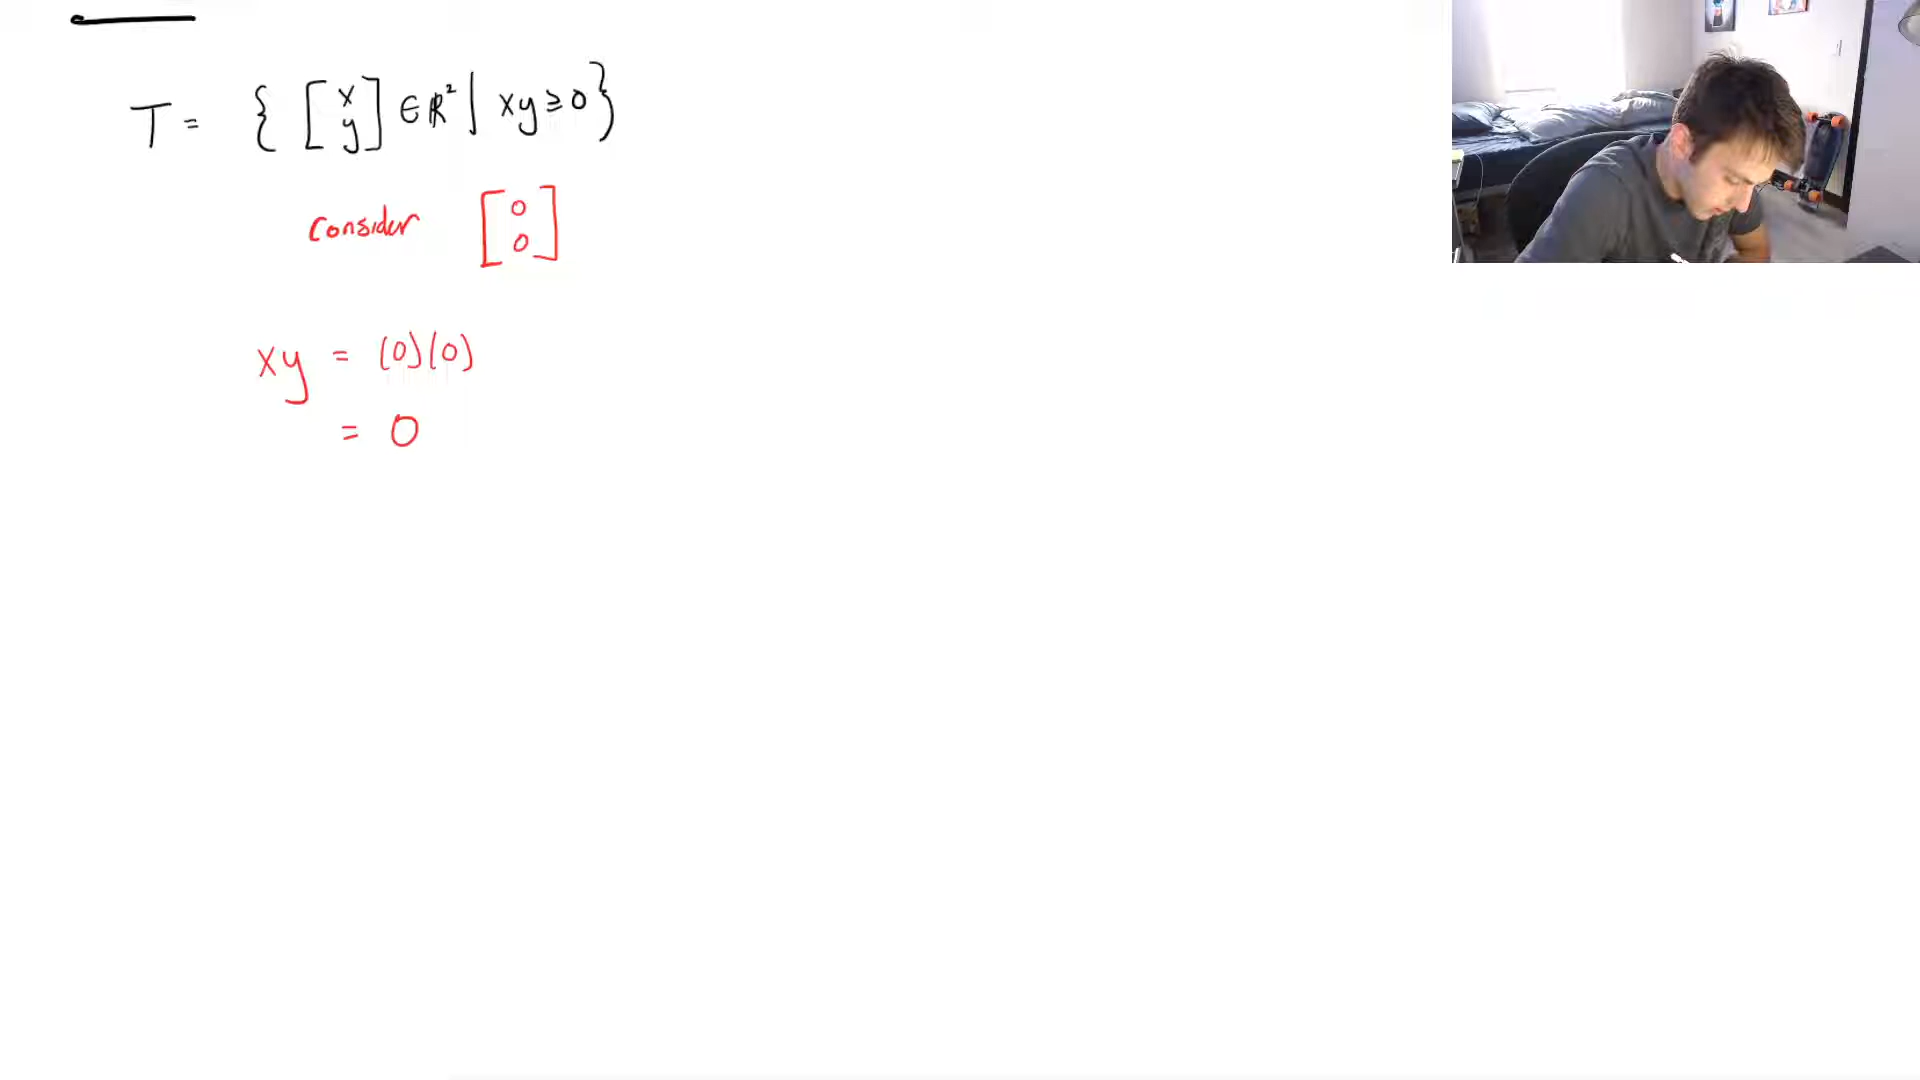 T = { [x y] ∈ ℝ² | xy ≥ 0 }
consider [0 0]
xy = (0)(0)
= 0